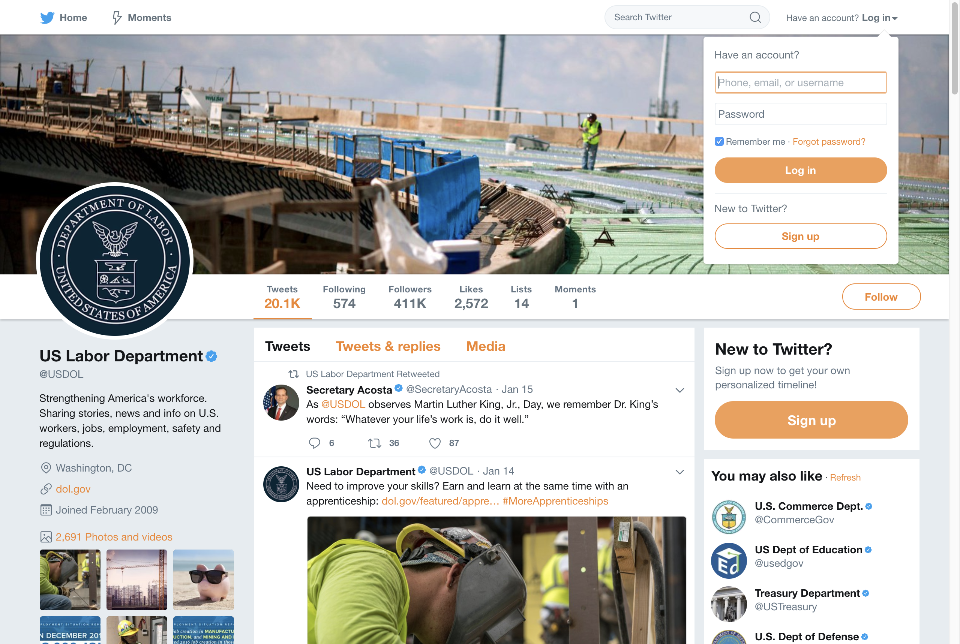 Home
Moments
Search Twitter
Have an account? Log in
Have an account?
Phone, email, or username
Password
Remember me · Forgot password?
Log in
New to Twitter?
Sign up
DEPARTMENT OF LABOR
UNITED STATES OF AMERICA
Tweets
20.1K
Following
574
Followers
411K
Likes
2,572
Lists
14
Moments
1
Follow
US Labor Department
@USDOL
Strengthening America's workforce.
Sharing stories, news and info on U.S.
workers, jobs, employment, safety and
regulations.
Washington, DC
dol.gov
Joined February 2009
2,691 Photos and videos
Tweets
Tweets & replies
Media
US Labor Department Retweeted
Secretary Acosta @SecretaryAcosta · Jan 15
As @USDOL observes Martin Luther King, Jr., Day, we remember Dr. King's
words: “Whatever your life's work is, do it well.”
6
36
87
US Labor Department @USDOL · Jan 14
Need to improve your skills? Earn and learn at the same time with an
apprenticeship: dol.gov/featured/appre… #MoreApprenticeships
New to Twitter?
Sign up now to get your own
personalized timeline!
Sign up
You may also like · Refresh
U.S. Commerce Dept.
@CommerceGov
US Dept of Education
@usedgov
Ed
Treasury Department
@USTreasury
U.S. Dept of Defense